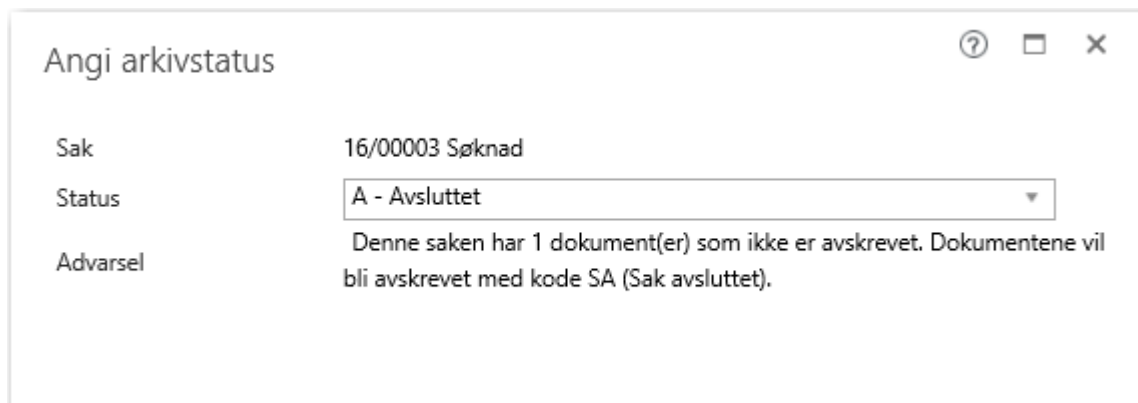 Angi arkivstatus
Sak 16/00003 Søknad
Status A - Avsluttet
Advarsel Denne saken har 1 dokument(er) som ikke er avskrevet. Dokumentene vil
bli avskrevet med kode SA (Sak avsluttet).